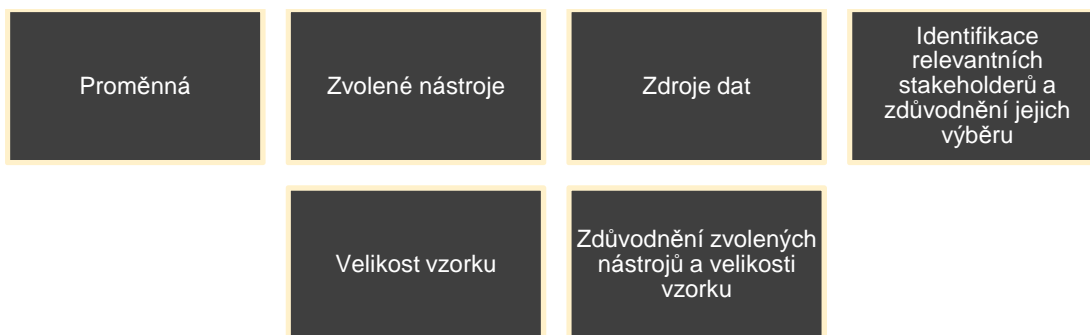 Proměnná
Zvolené nástroje
Zdroje dat
Identifikace
relevantních
stakeholderů a
zdůvodnění jejich
výběru
Velikost vzorku
Zdůvodnění zvolených
nástrojů a velikosti
vzorku